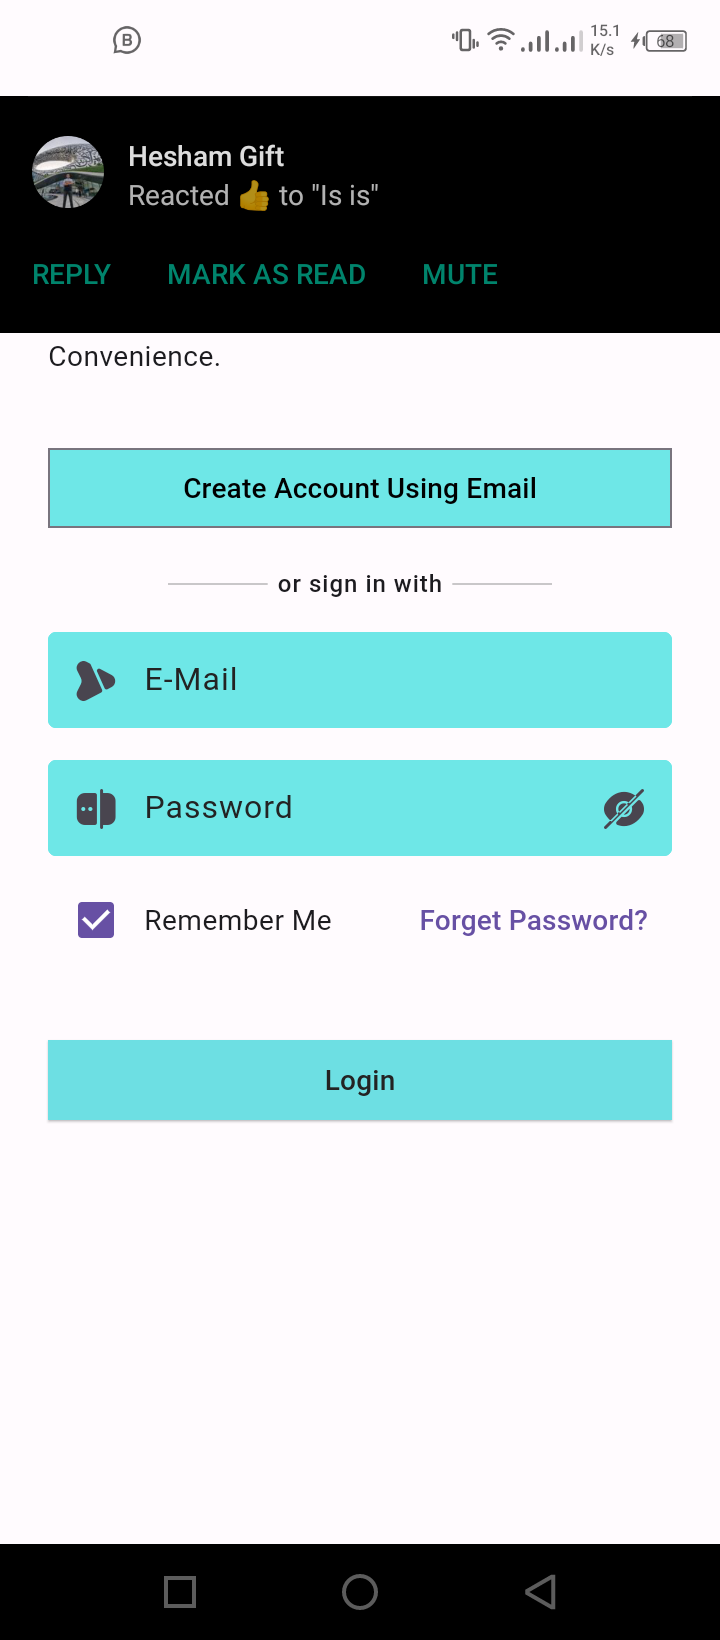 B
15.1
K/s
68
Hesham Gift
Reacted 👍 to "Is is"
REPLY MARK AS READ MUTE
Convenience.
Create Account Using Email
or sign in with
E-Mail
Password
Remember Me Forget Password?
Login